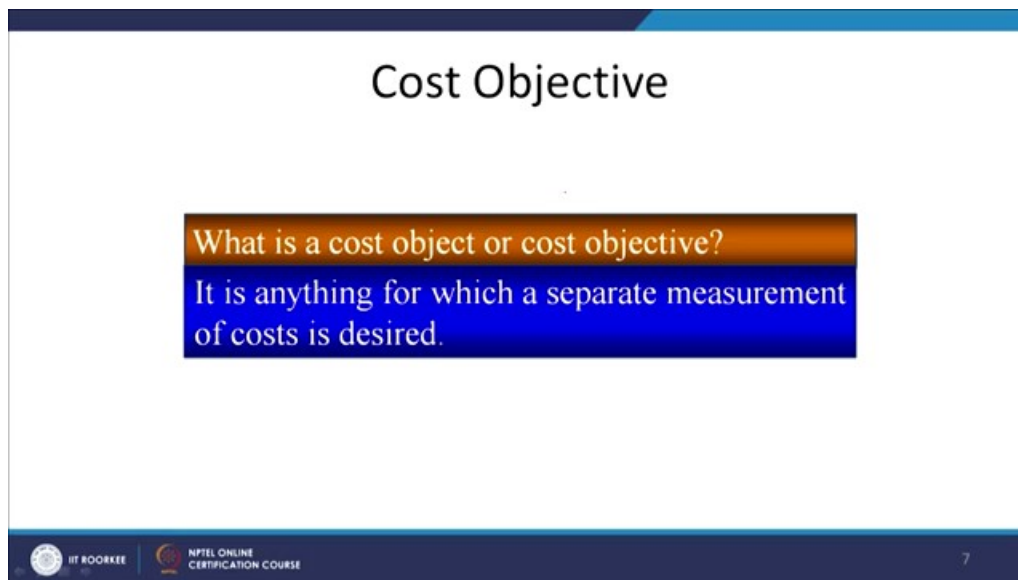 Cost Objective
What is a cost object or cost objective?
It is anything for which a separate measurement
of costs is desired.
IIT ROORKEE
NPTEL ONLINE
CERTIFICATION COURSE
7